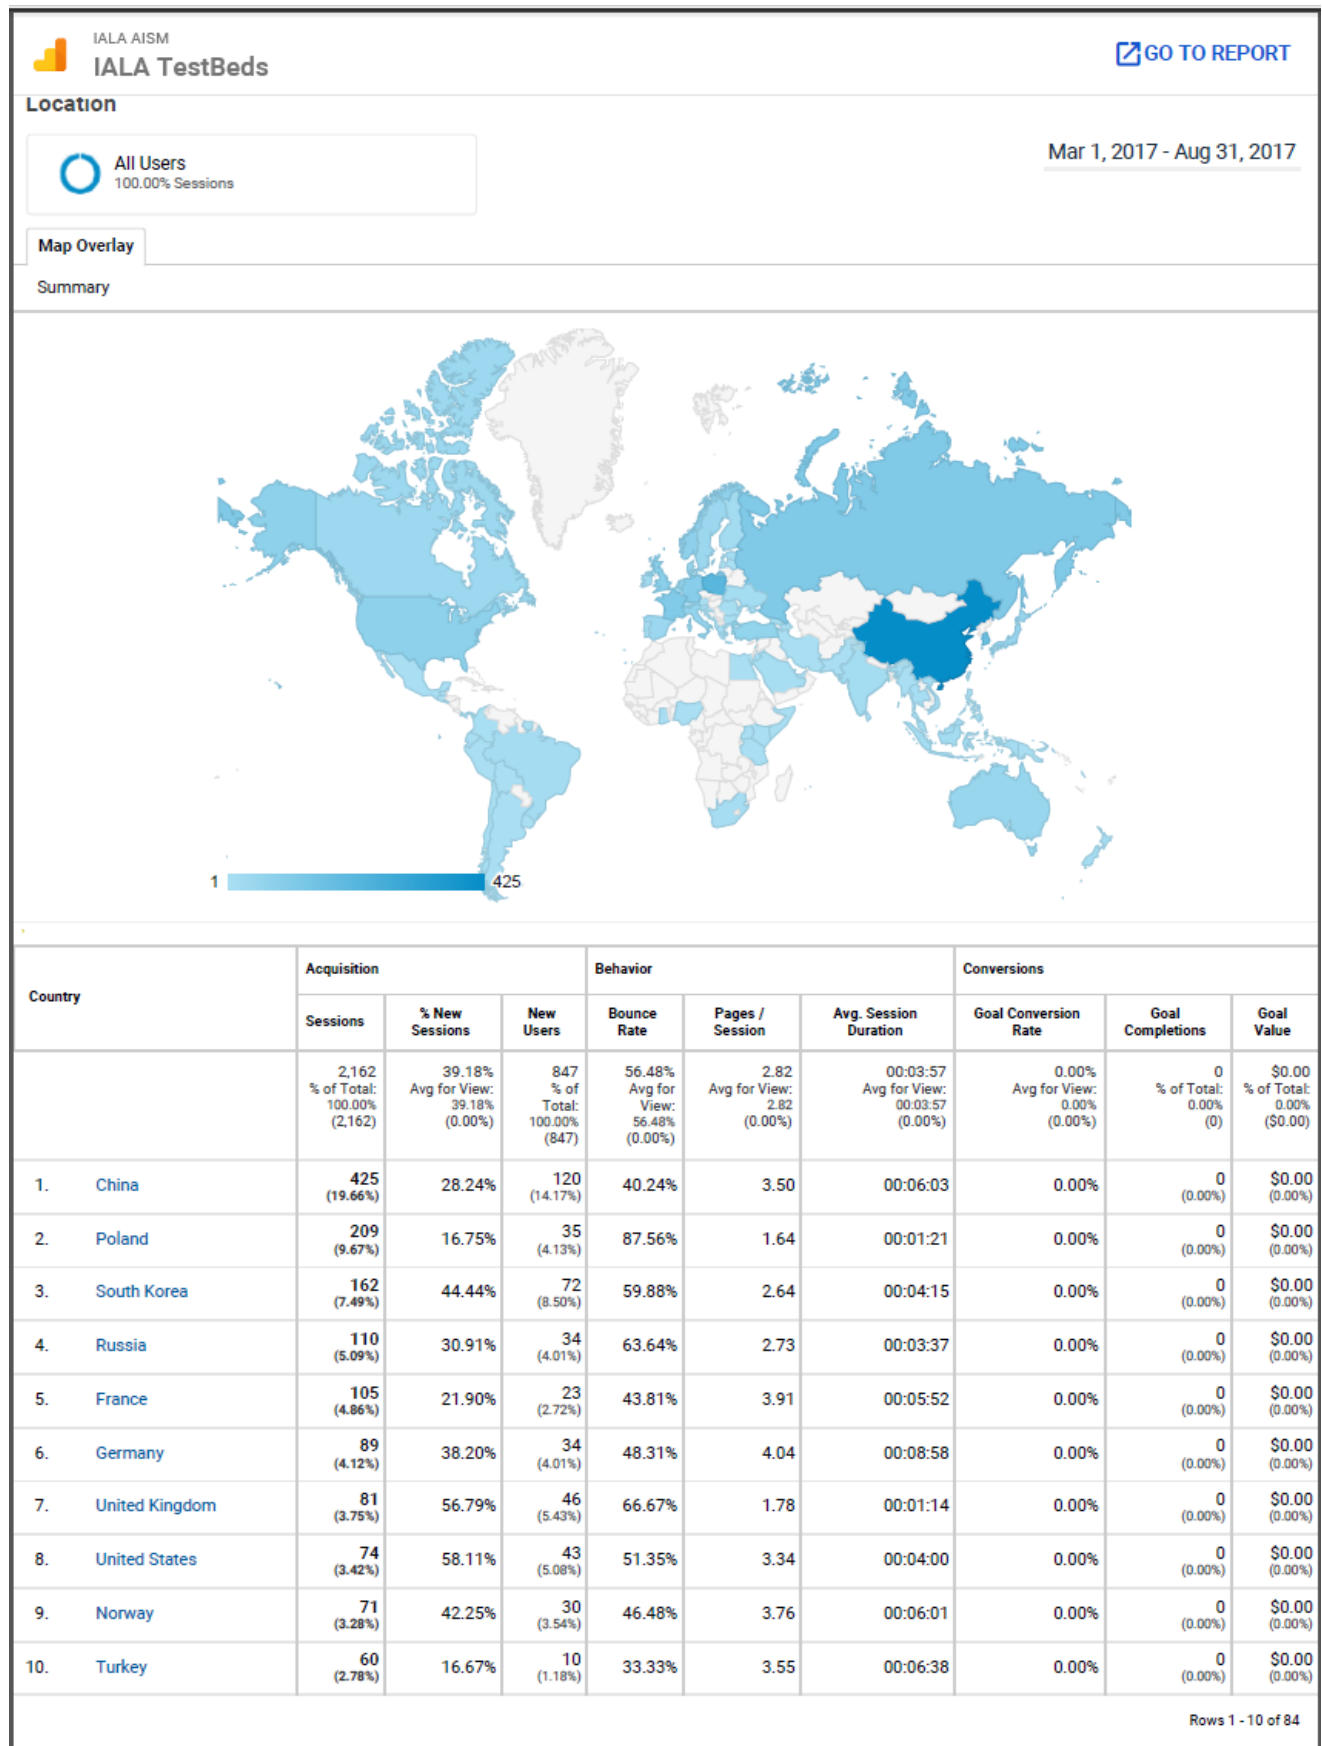 IALA AISM
IALA TestBeds
GO TO REPORT
Location
All Users
100.00% Sessions
Mar 1, 2017 - Aug 31, 2017
Map Overlay
Summary
1 425
Country Acquisition Behavior Conversions
Sessions % New Sessions New Users Bounce Rate Pages / Session Avg. Session Duration Goal Conversion Rate Goal Completions Goal Value
2,162 39.18% 847 56.48% 2.82 00:03:57 0.00% 0 $0.00
% of Total: Avg for View: % of Total: Avg for View: Avg for View: Avg for View: Avg for View: % of Total: % of Total:
100.00% 39.18% 100.00% 56.48% 2.82 00:03:57 0.00% 0.00% 0.00%
(2,162) (0.00%) (847) (0.00%) (0.00%) (0.00%) (0.00%) (0) ($0.00)
1. China 425 (19.66%) 28.24% 120 (14.17%) 40.24% 3.50 00:06:03 0.00% 0 (0.00%) $0.00 (0.00%)
2. Poland 209 (9.67%) 16.75% 35 (4.13%) 87.56% 1.64 00:01:21 0.00% 0 (0.00%) $0.00 (0.00%)
3. South Korea 162 (7.49%) 44.44% 72 (8.50%) 59.88% 2.64 00:04:15 0.00% 0 (0.00%) $0.00 (0.00%)
4. Russia 110 (5.09%) 30.91% 34 (4.01%) 63.64% 2.73 00:03:37 0.00% 0 (0.00%) $0.00 (0.00%)
5. France 105 (4.86%) 21.90% 23 (2.72%) 43.81% 3.91 00:05:52 0.00% 0 (0.00%) $0.00 (0.00%)
6. Germany 89 (4.12%) 38.20% 34 (4.01%) 48.31% 4.04 00:08:58 0.00% 0 (0.00%) $0.00 (0.00%)
7. United Kingdom 81 (3.75%) 56.79% 46 (5.43%) 66.67% 1.78 00:01:14 0.00% 0 (0.00%) $0.00 (0.00%)
8. United States 74 (3.42%) 58.11% 43 (5.08%) 51.35% 3.34 00:04:00 0.00% 0 (0.00%) $0.00 (0.00%)
9. Norway 71 (3.28%) 42.25% 30 (3.54%) 46.48% 3.76 00:06:01 0.00% 0 (0.00%) $0.00 (0.00%)
10. Turkey 60 (2.78%) 16.67% 10 (1.18%) 33.33% 3.55 00:06:38 0.00% 0 (0.00%) $0.00 (0.00%)
Rows 1 - 10 of 84